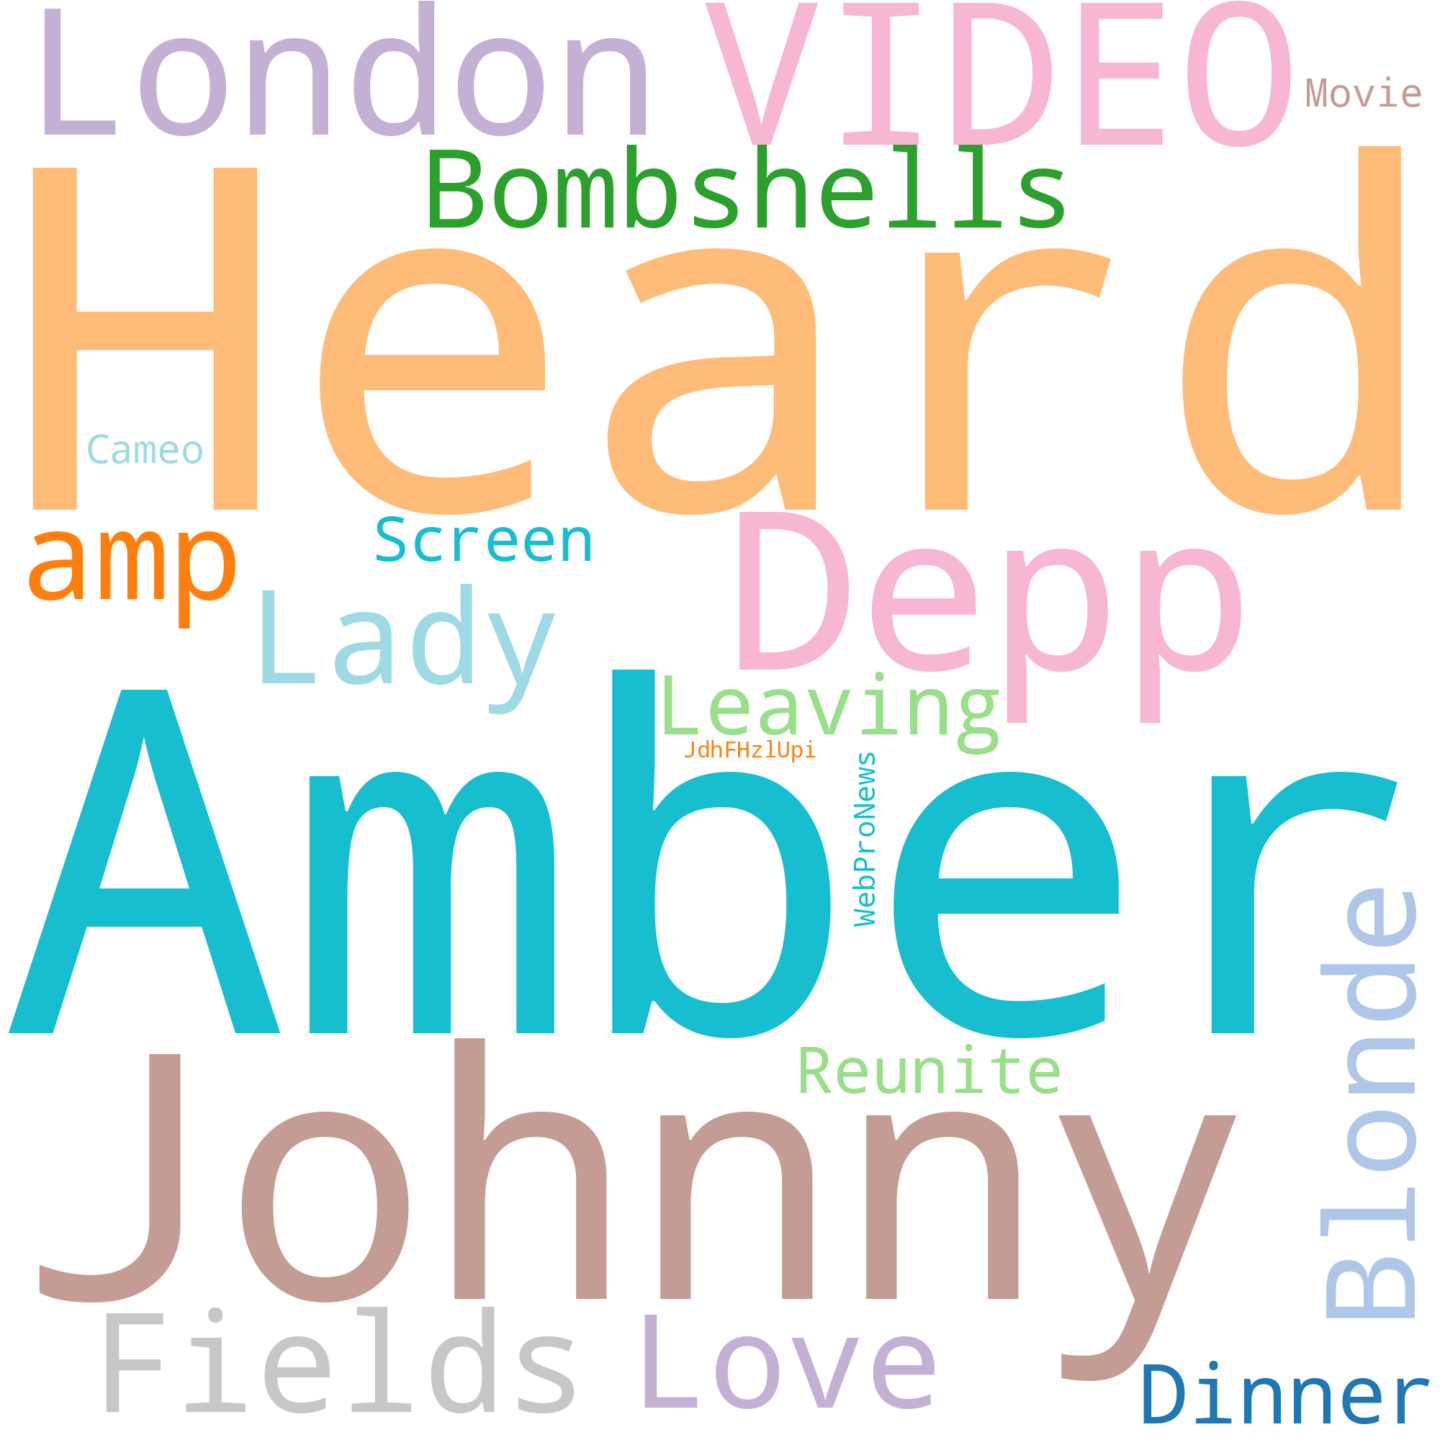 London
VIDEO
Movie
Bombshells
Heard
Cameo
amp
Screen
Depp
Lady
Leaving
JdhFHzlUpi
WebProNews
Amber
Blonde
Reunite
Johnny
Fields
Love
Dinner